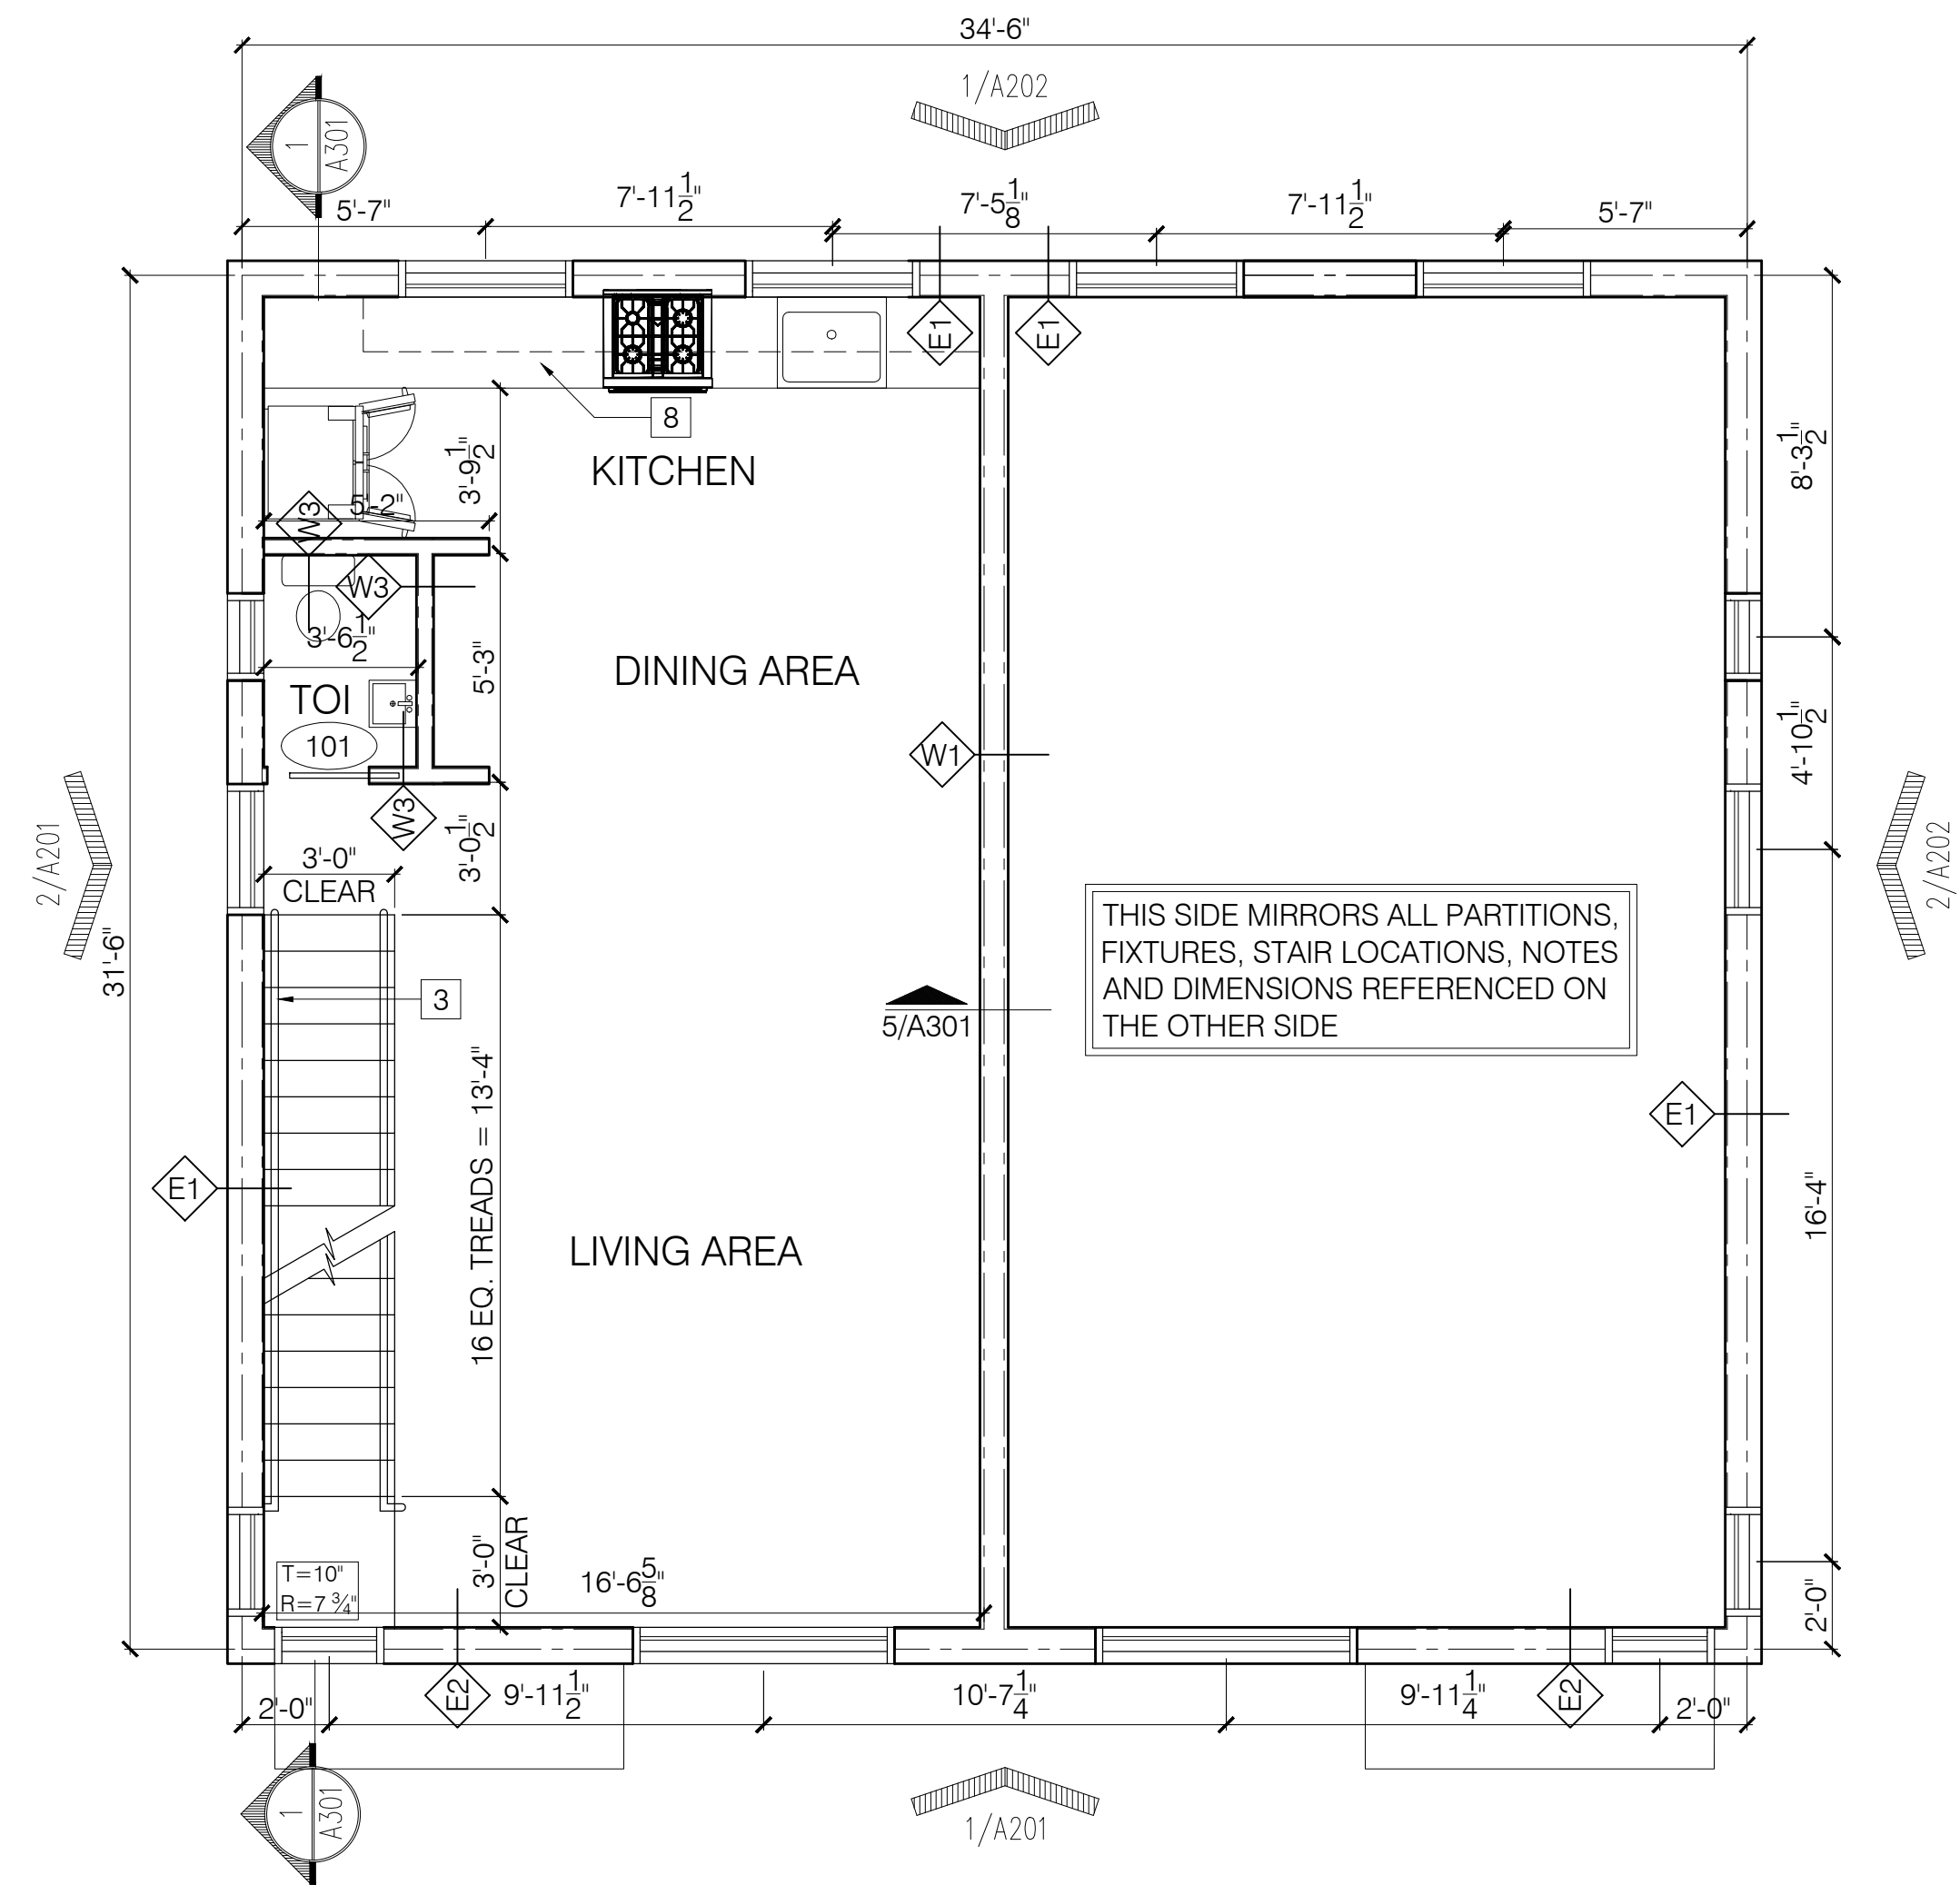 34'-6"
1/A202
1
A301
5'-7"
7'-11 1/2"
7'-5 1/8"
7'-11 1/2"
5'-7"
E1
E1
8
KITCHEN
3'-9 1/2"
8'-3 1/2"
5'-2"
W3
W3
3'-6 1/2"
5'-3"
DINING AREA
TOI
101
W1
4'-10 1/2"
W3
3'-0 1/2"
3'-0"
CLEAR
2/A201
2/A202
31'-6"
THIS SIDE MIRRORS ALL PARTITIONS,
FIXTURES, STAIR LOCATIONS, NOTES
AND DIMENSIONS REFERENCED ON
THE OTHER SIDE
3
5/A301
16 EQ. TREADS = 13'-4"
E1
E1
16'-4"
LIVING AREA
3'-0"
CLEAR
T=10"
R=7 3/4"
16'-6 5/8"
2'-0"
2'-0"
E2
9'-11 1/2"
10'-7 1/4"
9'-11 1/4"
E2
2'-0"
1
A301
1/A201